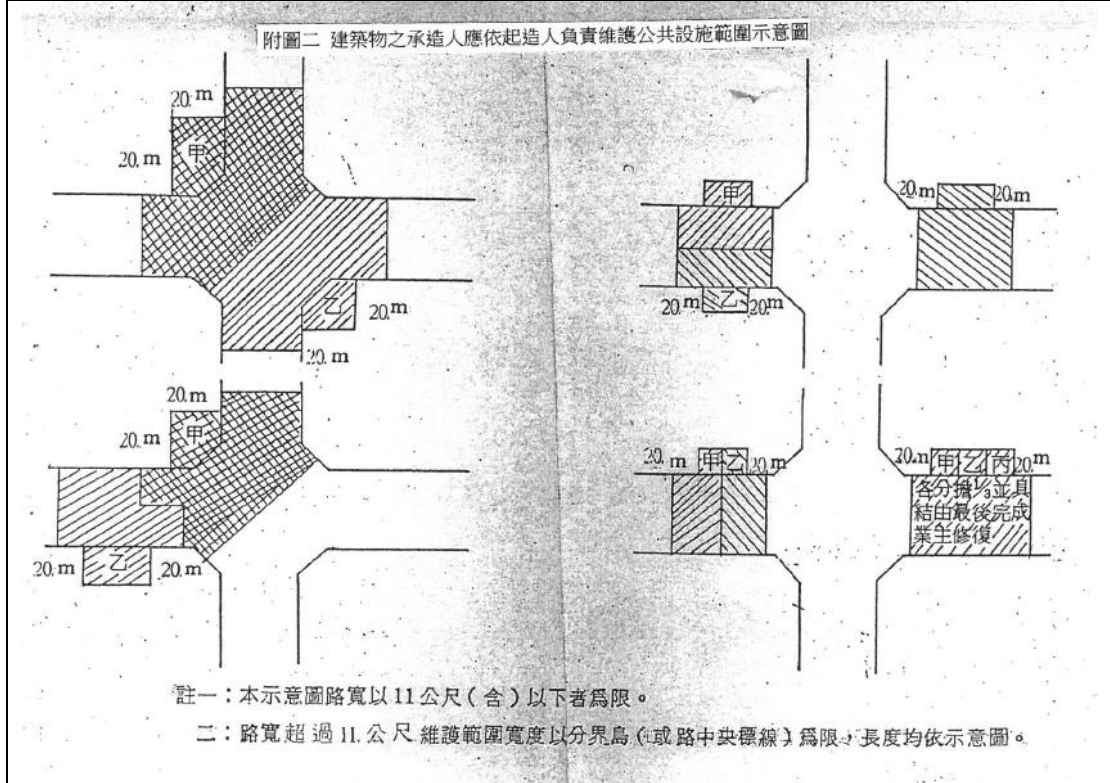 附圖二 建築物之承造人應依起造人負責維護公共設施範圍示意圖
20.m
20.m
甲
乙
20.m
20.m
20.m
20.m
甲
乙
20.m
20.m
甲
20.m
乙
20.m
20.m
20.m
20.m
甲
乙
20.m
20.m
甲
乙
丙
20.m
各分擔1/3並具
結由最後完成
業主修復
註一：本示意圖路寬以11公尺(含)以下者爲限。
二：路寬超過11.公尺維護範圍寬度以分界島(或路中央標線)爲限，長度均依示意圖。